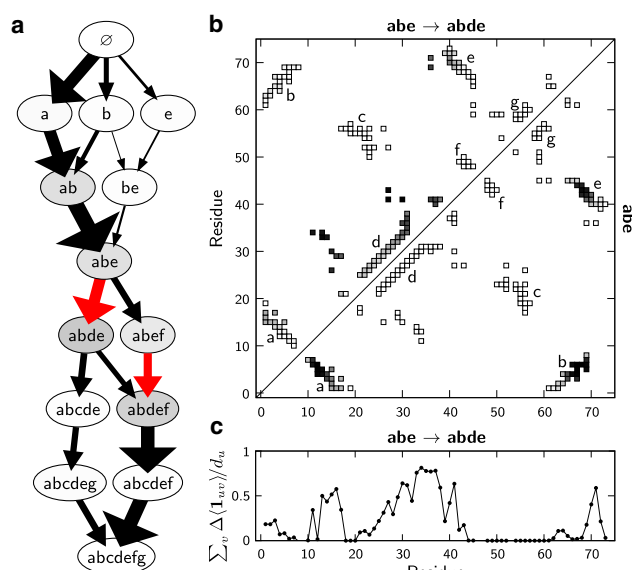 a
∅
a b e
ab be
abe
abde abef
abcde abdef
abcdeg abcdef
abcdefg
b
abe → abde
Residue
70
60
50
40
30
20
10
0
0 10 20 30 40 50 60 70
abe
b
c
e
g
g
f
f
e
d
d
c
a
a
b
c
abe → abde
∑ᵥ Δ⟨1ᵤᵥ⟩/dᵤ
1
0.5
0
0 10 20 30 40 50 60 70